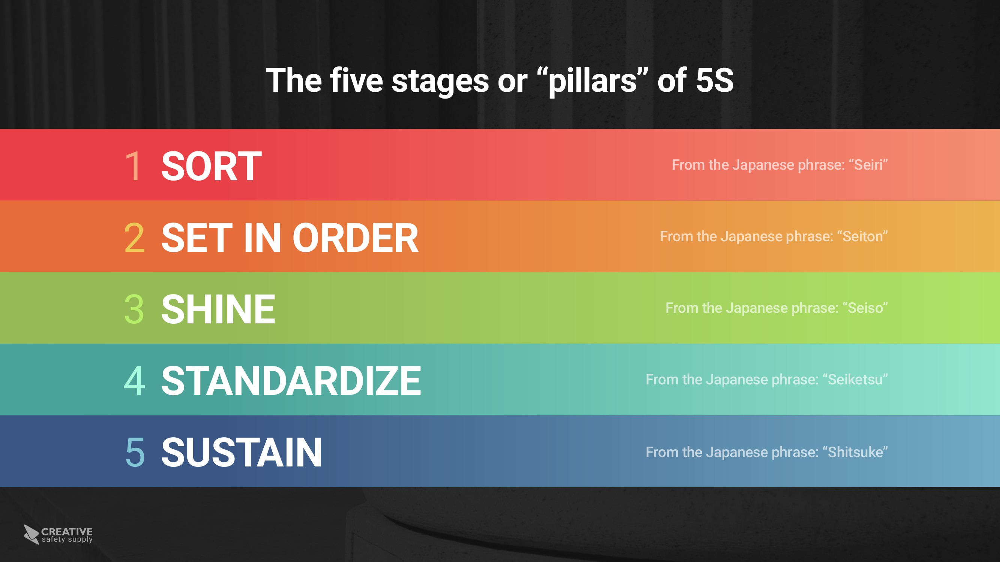 The five stages or “pillars” of 5S
1 SORT
From the Japanese phrase: “Seiri”
2 SET IN ORDER
From the Japanese phrase: “Seiton”
3 SHINE
From the Japanese phrase: “Seiso”
4 STANDARDIZE
From the Japanese phrase: “Seiketsu”
5 SUSTAIN
From the Japanese phrase: “Shitsuke”
CREATIVE
safety supply